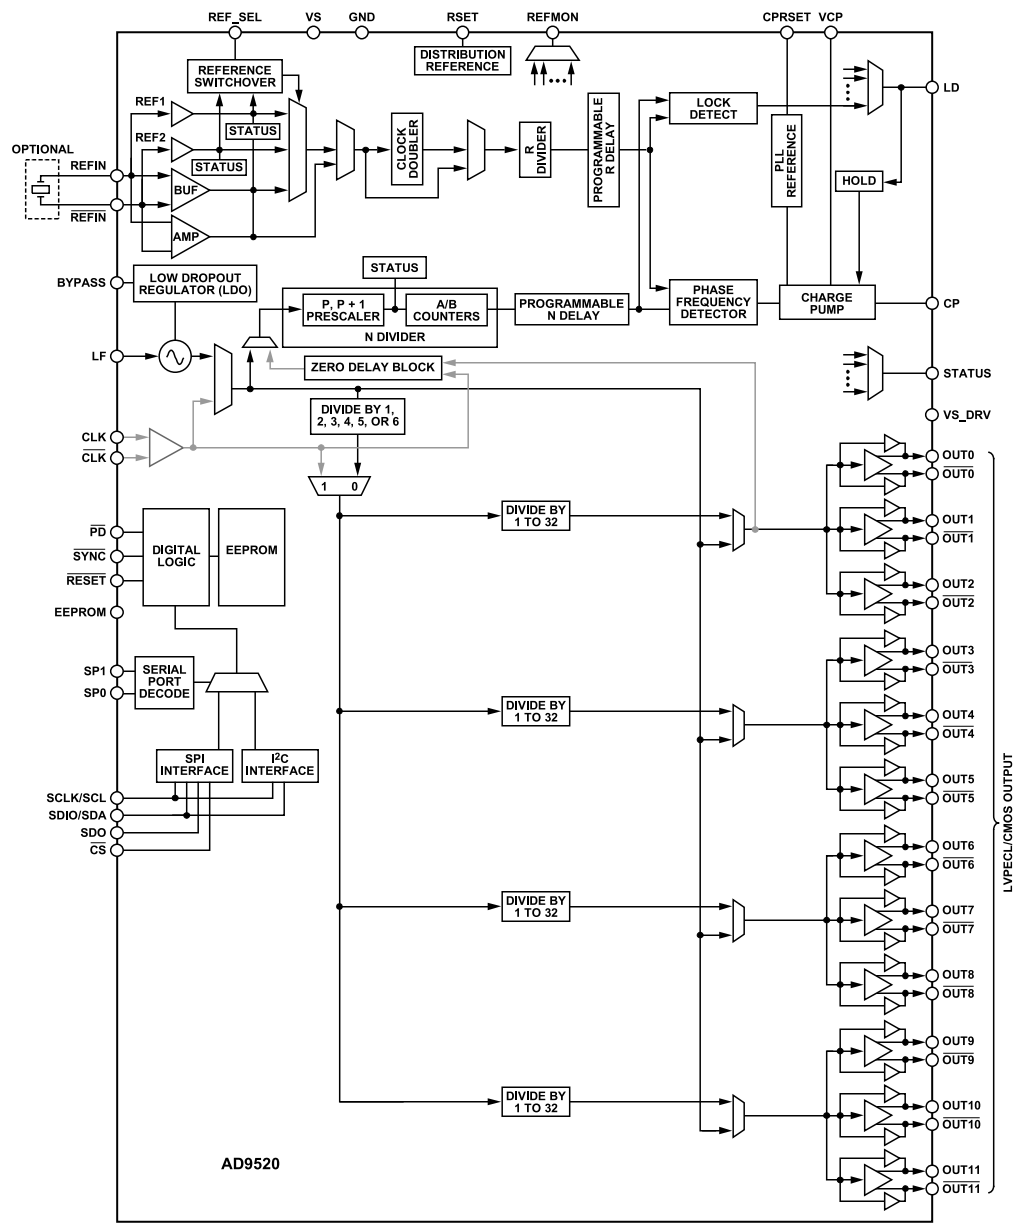 REF_SEL VS GND RSET REFMON CPRSET VCP
DISTRIBUTION
REFERENCE
REFERENCE
SWITCHOVER
LD
REF1
STATUS
REF2
STATUS
LOCK
DETECT
OPTIONAL
REFIN
REFIN
BUF
AMP
CLOCK
DOUBLER
R
DIVIDER
PROGRAMMABLE
R DELAY
PLL
REFERENCE
HOLD
BYPASS
LOW DROPOUT
REGULATOR (LDO)
STATUS
P, P + 1
PRESCALER
A/B
COUNTERS
N DIVIDER
PROGRAMMABLE
N DELAY
PHASE
FREQUENCY
DETECTOR
CHARGE
PUMP
CP
LF
ZERO DELAY BLOCK
STATUS
DIVIDE BY 1,
2, 3, 4, 5, OR 6
VS_DRV
CLK
CLK
1 0
OUT0
OUT0
DIVIDE BY
1 TO 32
OUT1
OUT1
PD
SYNC
RESET
DIGITAL
LOGIC
EEPROM
OUT2
OUT2
EEPROM
SP1
SP0
SERIAL
PORT
DECODE
OUT3
OUT3
DIVIDE BY
1 TO 32
OUT4
OUT4
SPI
INTERFACE
I2C
INTERFACE
OUT5
OUT5
SCLK/SCL
SDIO/SDA
SDO
CS
LVPECL/CMOS OUTPUT
OUT6
OUT6
DIVIDE BY
1 TO 32
OUT7
OUT7
OUT8
OUT8
OUT9
OUT9
DIVIDE BY
1 TO 32
OUT10
OUT10
AD9520
OUT11
OUT11